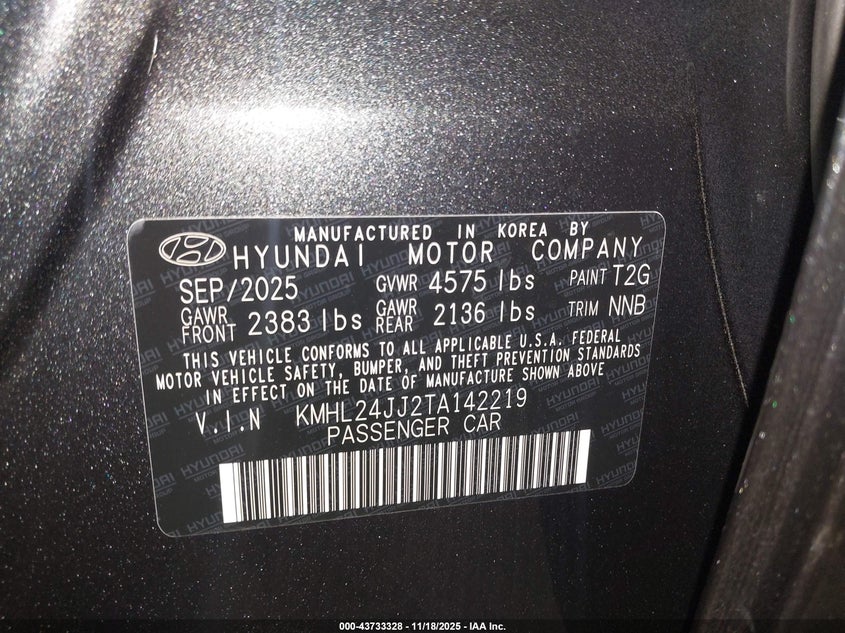 MANUFACTURED IN KOREA BY
HYUNDAI MOTOR COMPANY
SEP/2025 GVWR 4575 lbs PAINT T2G
GAWR FRONT 2383 lbs GAWR REAR 2136 lbs TRIM NNB
THIS VEHICLE CONFORMS TO ALL APPLICABLE U.S.A. FEDERAL
MOTOR VEHICLE SAFETY, BUMPER, AND THEFT PREVENTION STANDARDS
IN EFFECT ON THE DATE OF MANUFACTURE SHOWN ABOVE.
V.I.N KMHL24JJ2TA142219
PASSENGER CAR
000-43733328 - 11/18/2025 - IAA Inc.